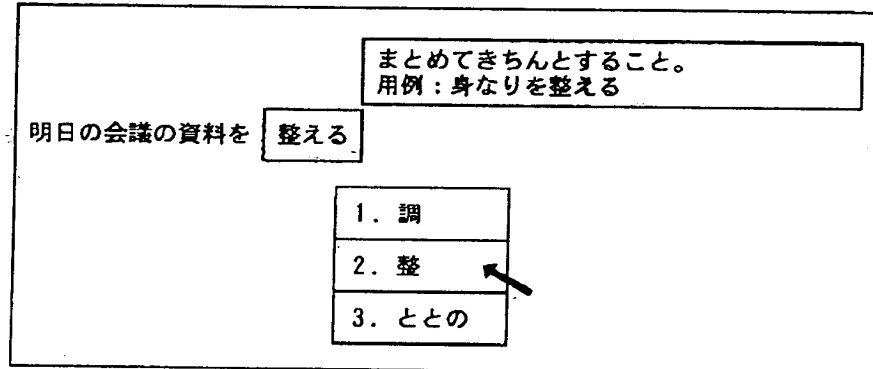 まとめてきちんとすること。
用例：身なりを整える
明日の会議の資料を 整える
1. 調
2. 整
3. ととの